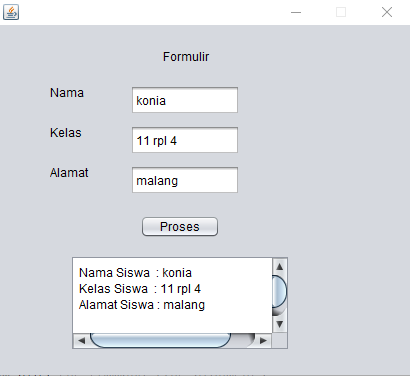 Formulir
Nama konia
Kelas 11 rpl 4
Alamat malang
Proses
Nama Siswa : konia
Kelas Siswa : 11 rpl 4
Alamat Siswa : malang